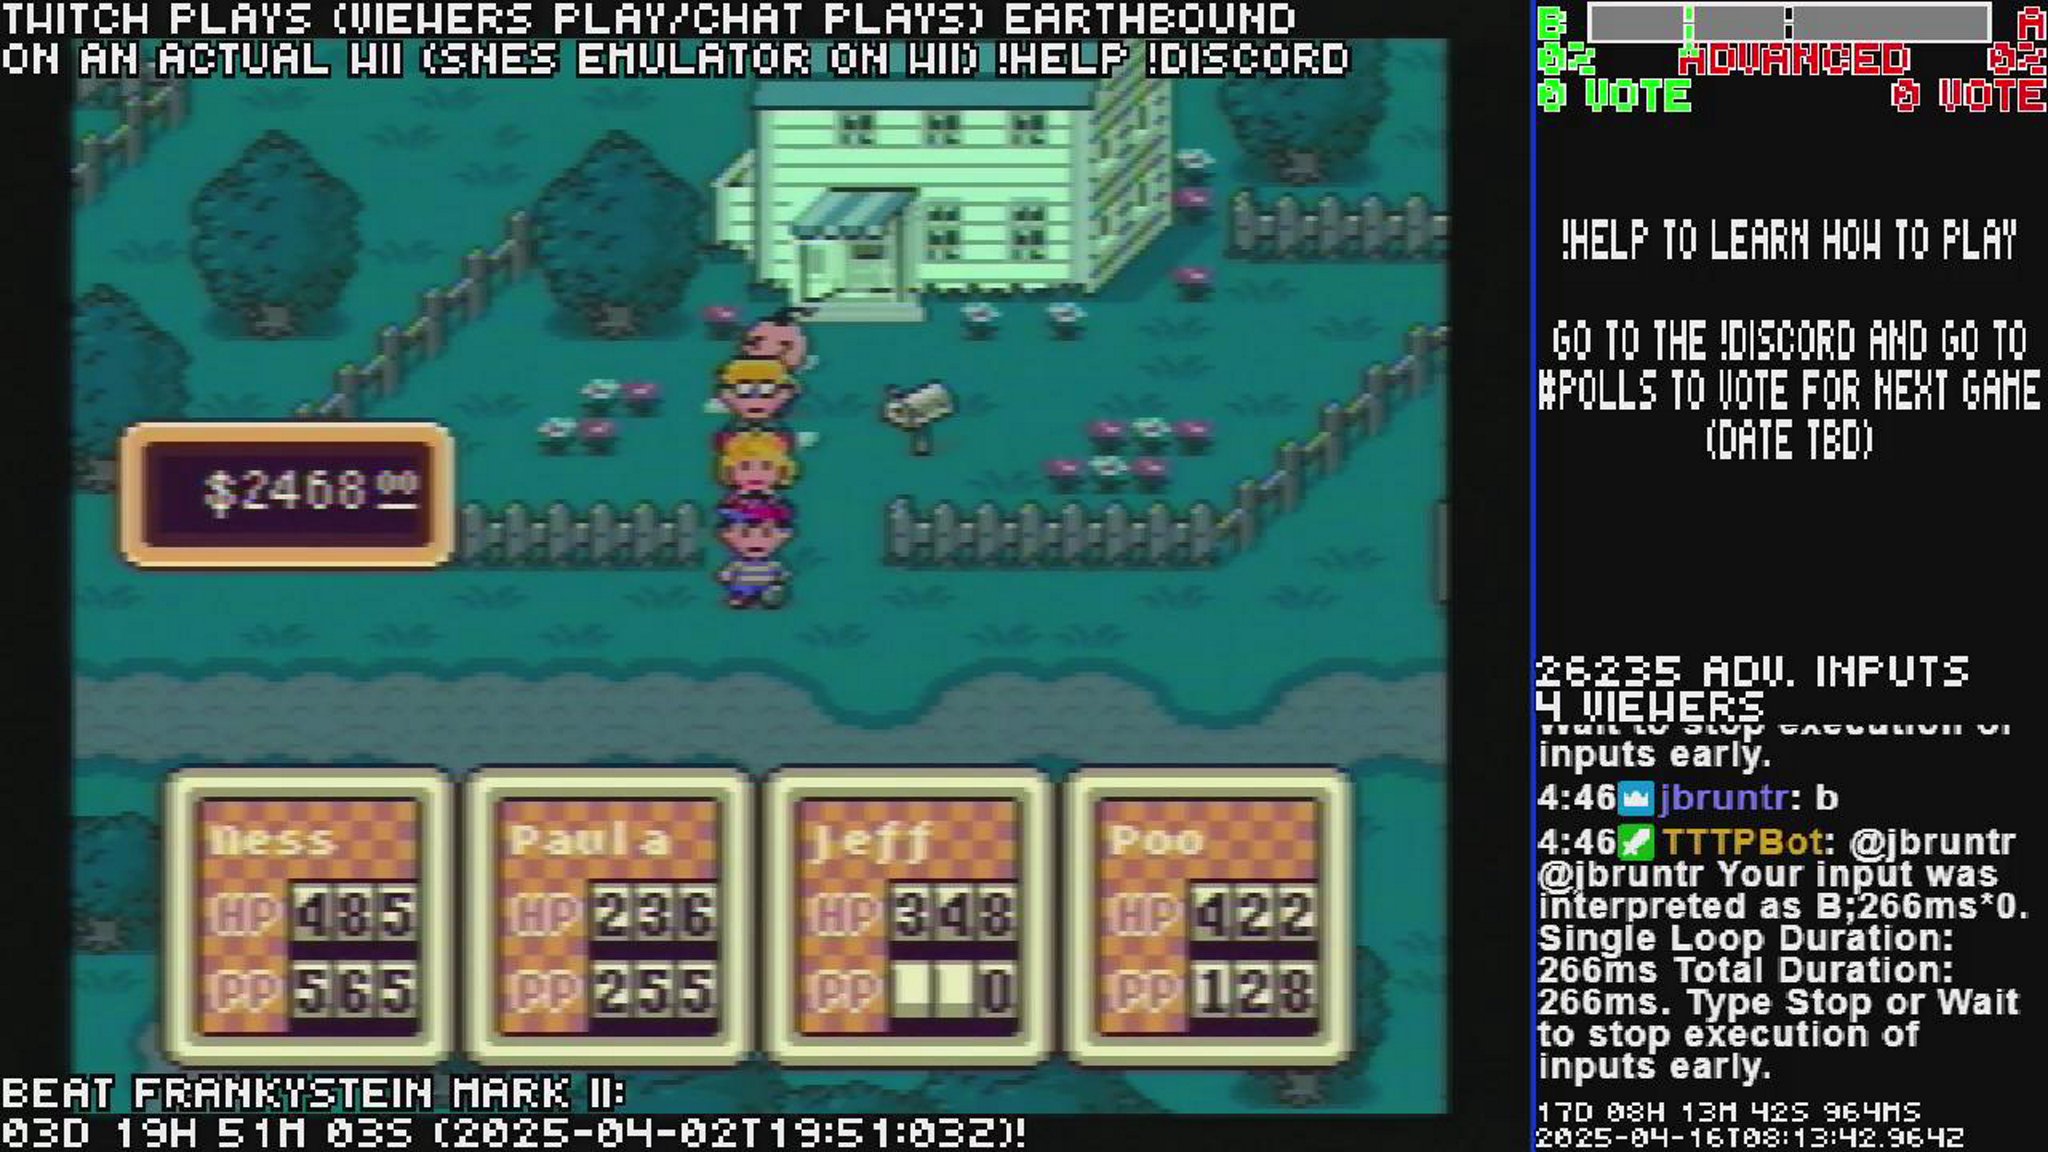 TWITCH PLAYS (VIEWERS PLAY/CHAT PLAYS) EARTHBOUND
ON AN ACTUAL WII (SNES EMULATOR ON WII) !HELP !DISCORD
B A
0% ADVANCED 0%
0 VOTE 0 VOTE
!HELP TO LEARN HOW TO PLAY
GO TO THE !DISCORD AND GO TO
#POLLS TO VOTE FOR NEXT GAME
(DATE TBD)
$2468.00
26235 ADV. INPUTS
4 VIEWERS
Wait to stop execution of
inputs early.
4:46 jbruntr: b
4:46 TTTPBot: @jbruntr
@jbruntr Your input was
interpreted as B;266ms*0.
Single Loop Duration:
266ms Total Duration:
266ms. Type Stop or Wait
to stop execution of
inputs early.
Ness Paula Jeff Poo
HP 485 HP 236 HP 348 HP 422
PP 565 PP 255 PP 0 PP 128
BEAT FRANKYSTEIN MARK II:
03D 19H 51M 03S (2025-04-02T19:51:03Z)!
17D 08H 13M 42S 964MS
2025-04-16T08:13:42.964Z